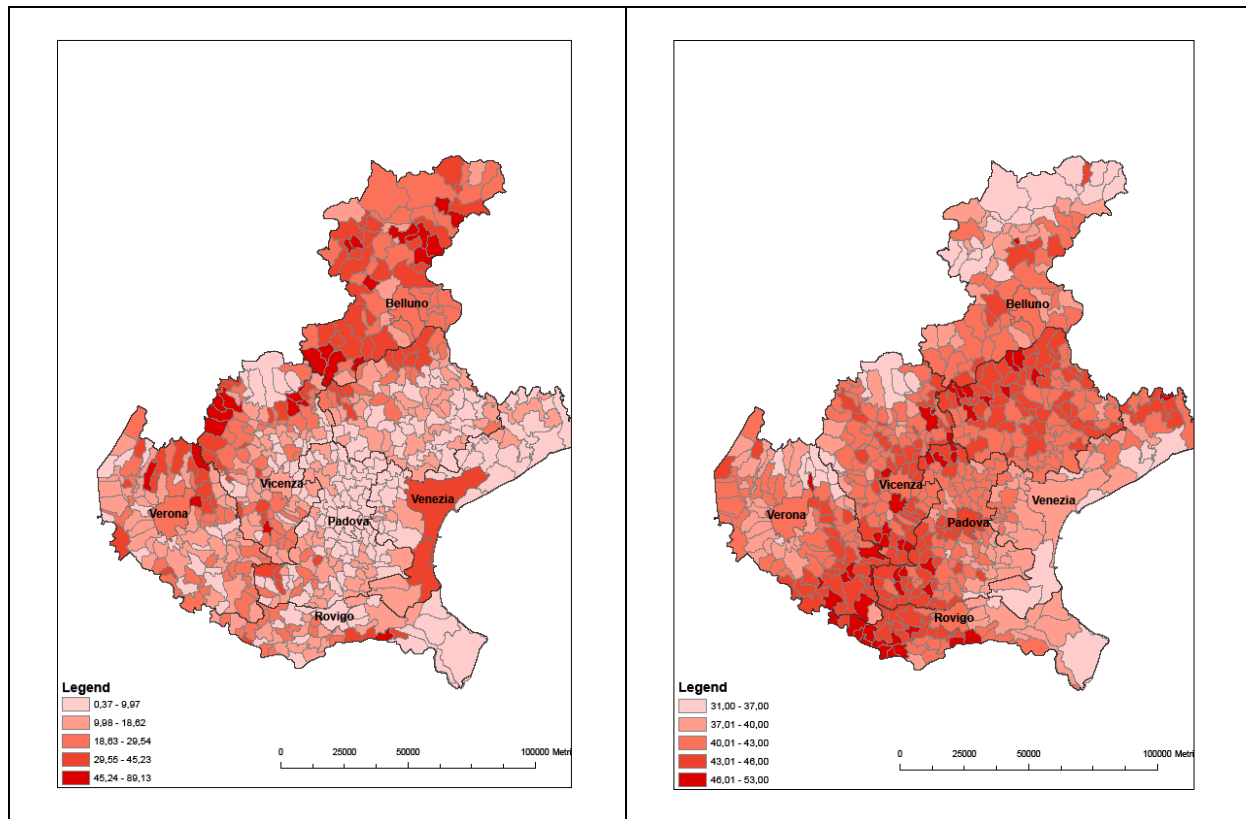 Belluno
Vicenza
Venezia
Verona
Padova
Rovigo
Legend
0,37 - 9,97
9,98 - 18,62
18,63 - 29,54
29,55 - 45,23
45,24 - 89,13
0 25000 50000 100000 Metri
Belluno
Vicenza
Venezia
Verona
Padova
Rovigo
Legend
31,00 - 37,00
37,01 - 40,00
40,01 - 43,00
43,01 - 46,00
46,01 - 53,00
0 25000 50000 100000 Metri